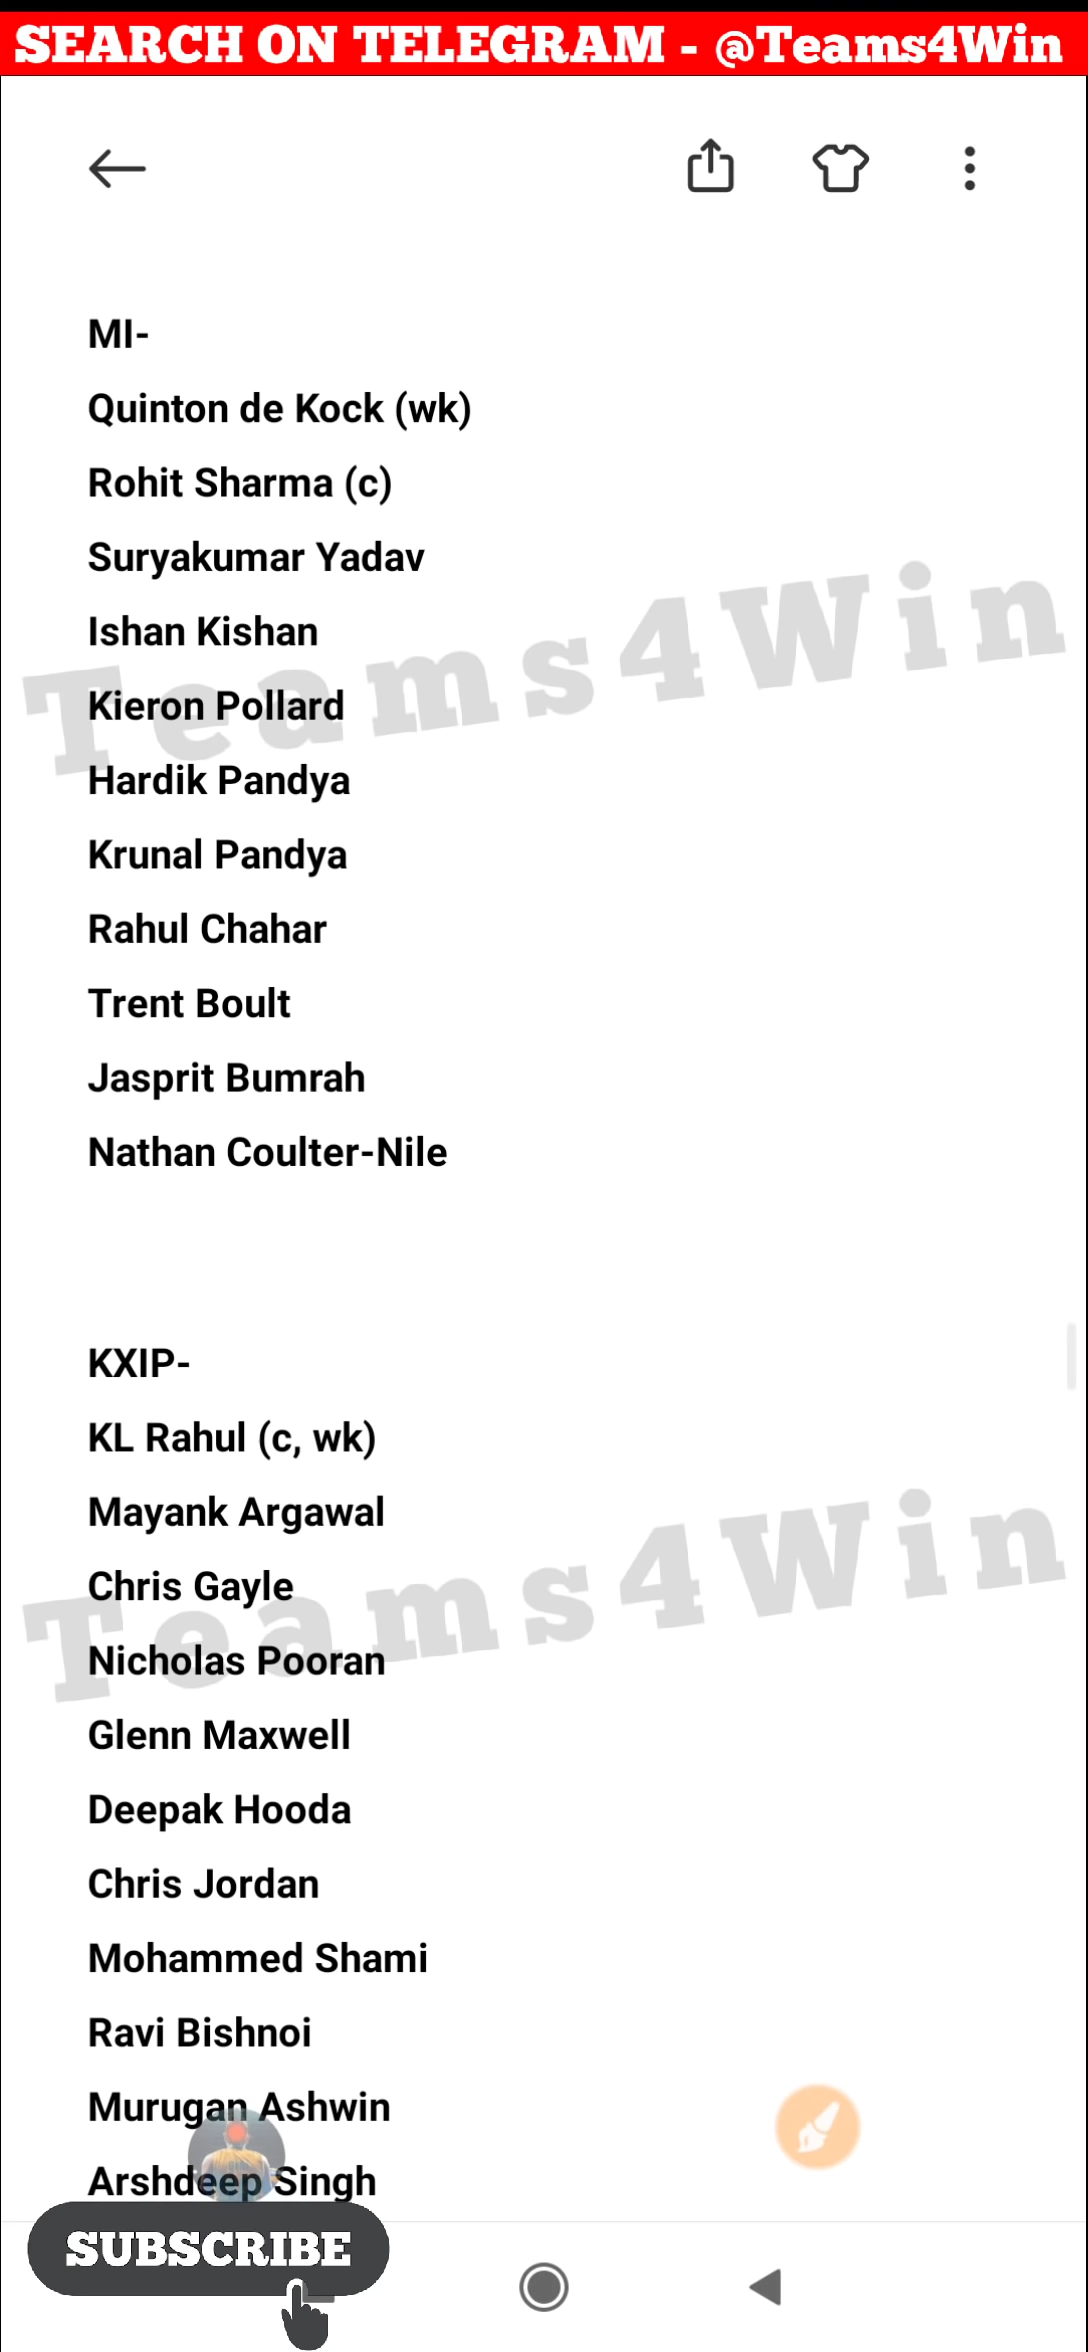 SEARCH ON TELEGRAM - @Teams4Win
MI-
Quinton de Kock (wk)
Rohit Sharma (c)
Suryakumar Yadav
Ishan Kishan
Teams4Win
Kieron Pollard
Hardik Pandya
Krunal Pandya
Rahul Chahar
Trent Boult
Jasprit Bumrah
Nathan Coulter-Nile
KXIP-
KL Rahul (c, wk)
Mayank Argawal
Chris Gayle
Teams4Win
Nicholas Pooran
Glenn Maxwell
Deepak Hooda
Chris Jordan
Mohammed Shami
Ravi Bishnoi
Murugan Ashwin
Arshdeep Singh
SUBSCRIBE